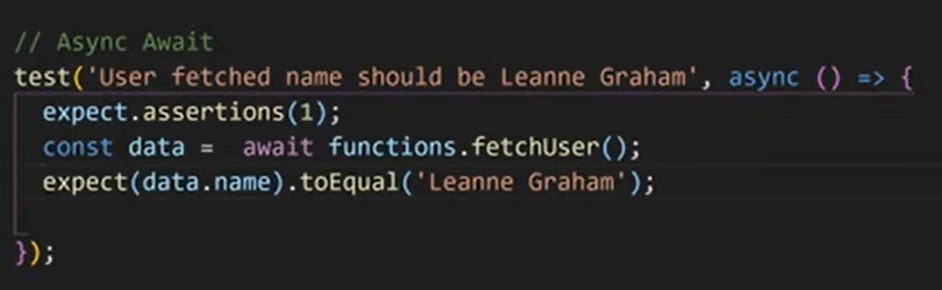 // Async Await
test('User fetched name should be Leanne Graham', async () => {
  expect.assertions(1);
  const data =  await functions.fetchUser();
  expect(data.name).toEqual('Leanne Graham');
});